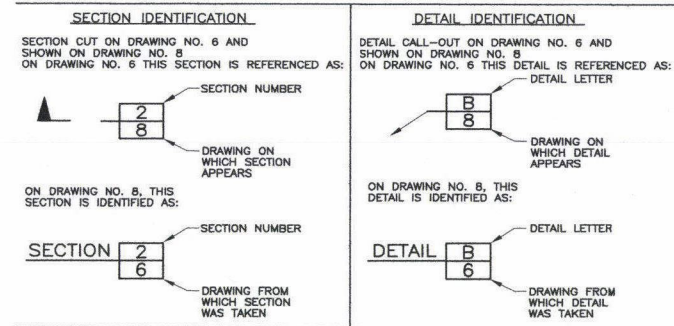 SECTION IDENTIFICATION
SECTION CUT ON DRAWING NO. 6 AND
SHOWN ON DRAWING NO. 8
ON DRAWING NO. 6 THIS SECTION IS REFERENCED AS:
SECTION NUMBER
2
8
DRAWING ON
WHICH SECTION
APPEARS
ON DRAWING NO. 8, THIS
SECTION IS IDENTIFIED AS:
SECTION NUMBER
SECTION 2
6
DRAWING FROM
WHICH SECTION
WAS TAKEN
DETAIL IDENTIFICATION
DETAIL CALL-OUT ON DRAWING NO. 6 AND
SHOWN ON DRAWING NO. 8
ON DRAWING NO. 6 THIS DETAIL IS REFERENCED AS:
DETAIL LETTER
B
8
DRAWING ON
WHICH DETAIL
APPEARS
ON DRAWING NO. 8, THIS
DETAIL IS IDENTIFIED AS:
DETAIL LETTER
DETAIL B
6
DRAWING FROM
WHICH DETAIL
WAS TAKEN